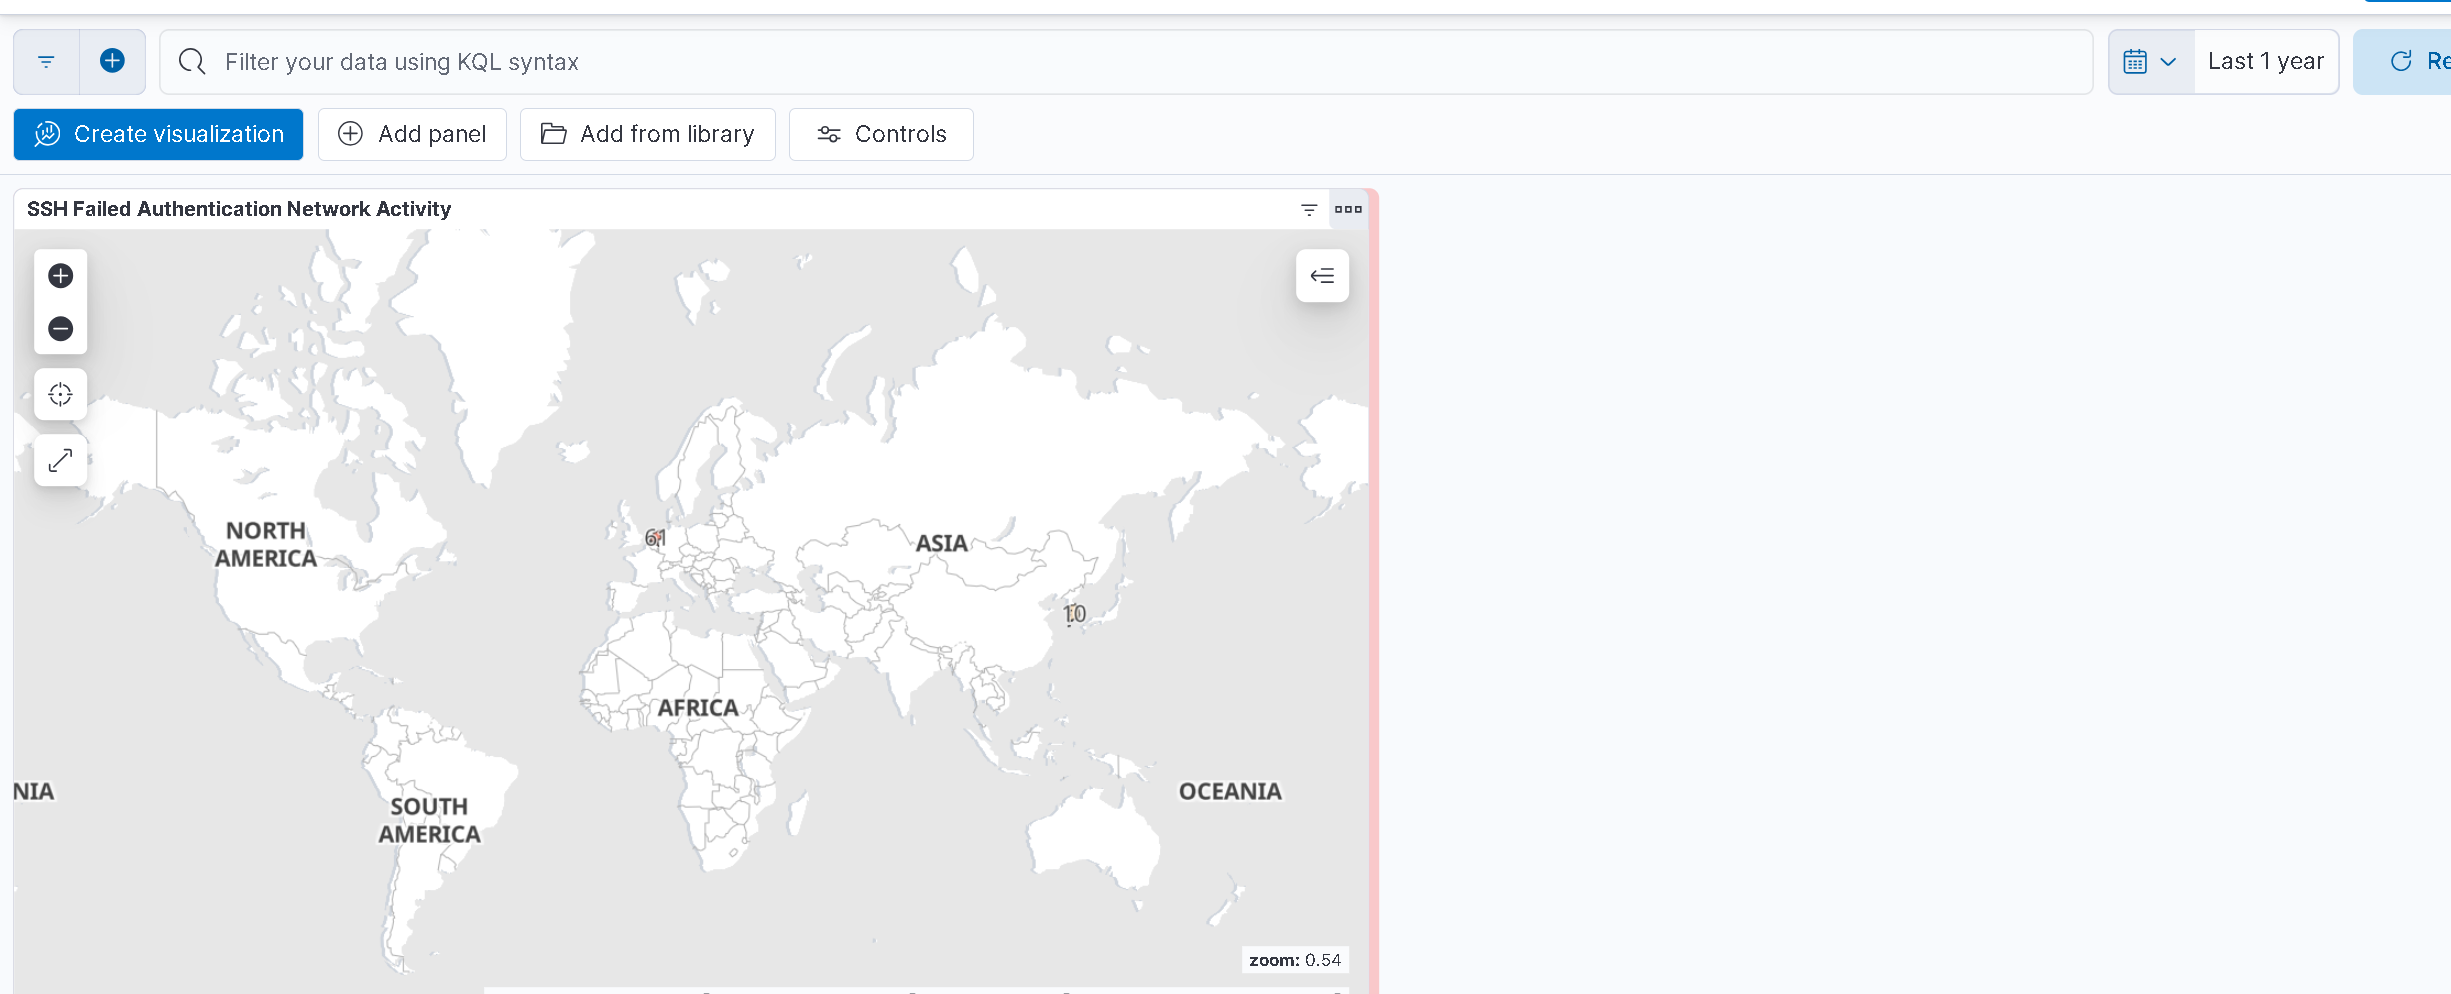 Filter your data using KQL syntax
Last 1 year
Re
Create visualization
Add panel
Add from library
Controls
SSH Failed Authentication Network Activity
NORTH
AMERICA
ASIA
10
AFRICA
NIA
OCEANIA
SOUTH
AMERICA
zoom: 0.54